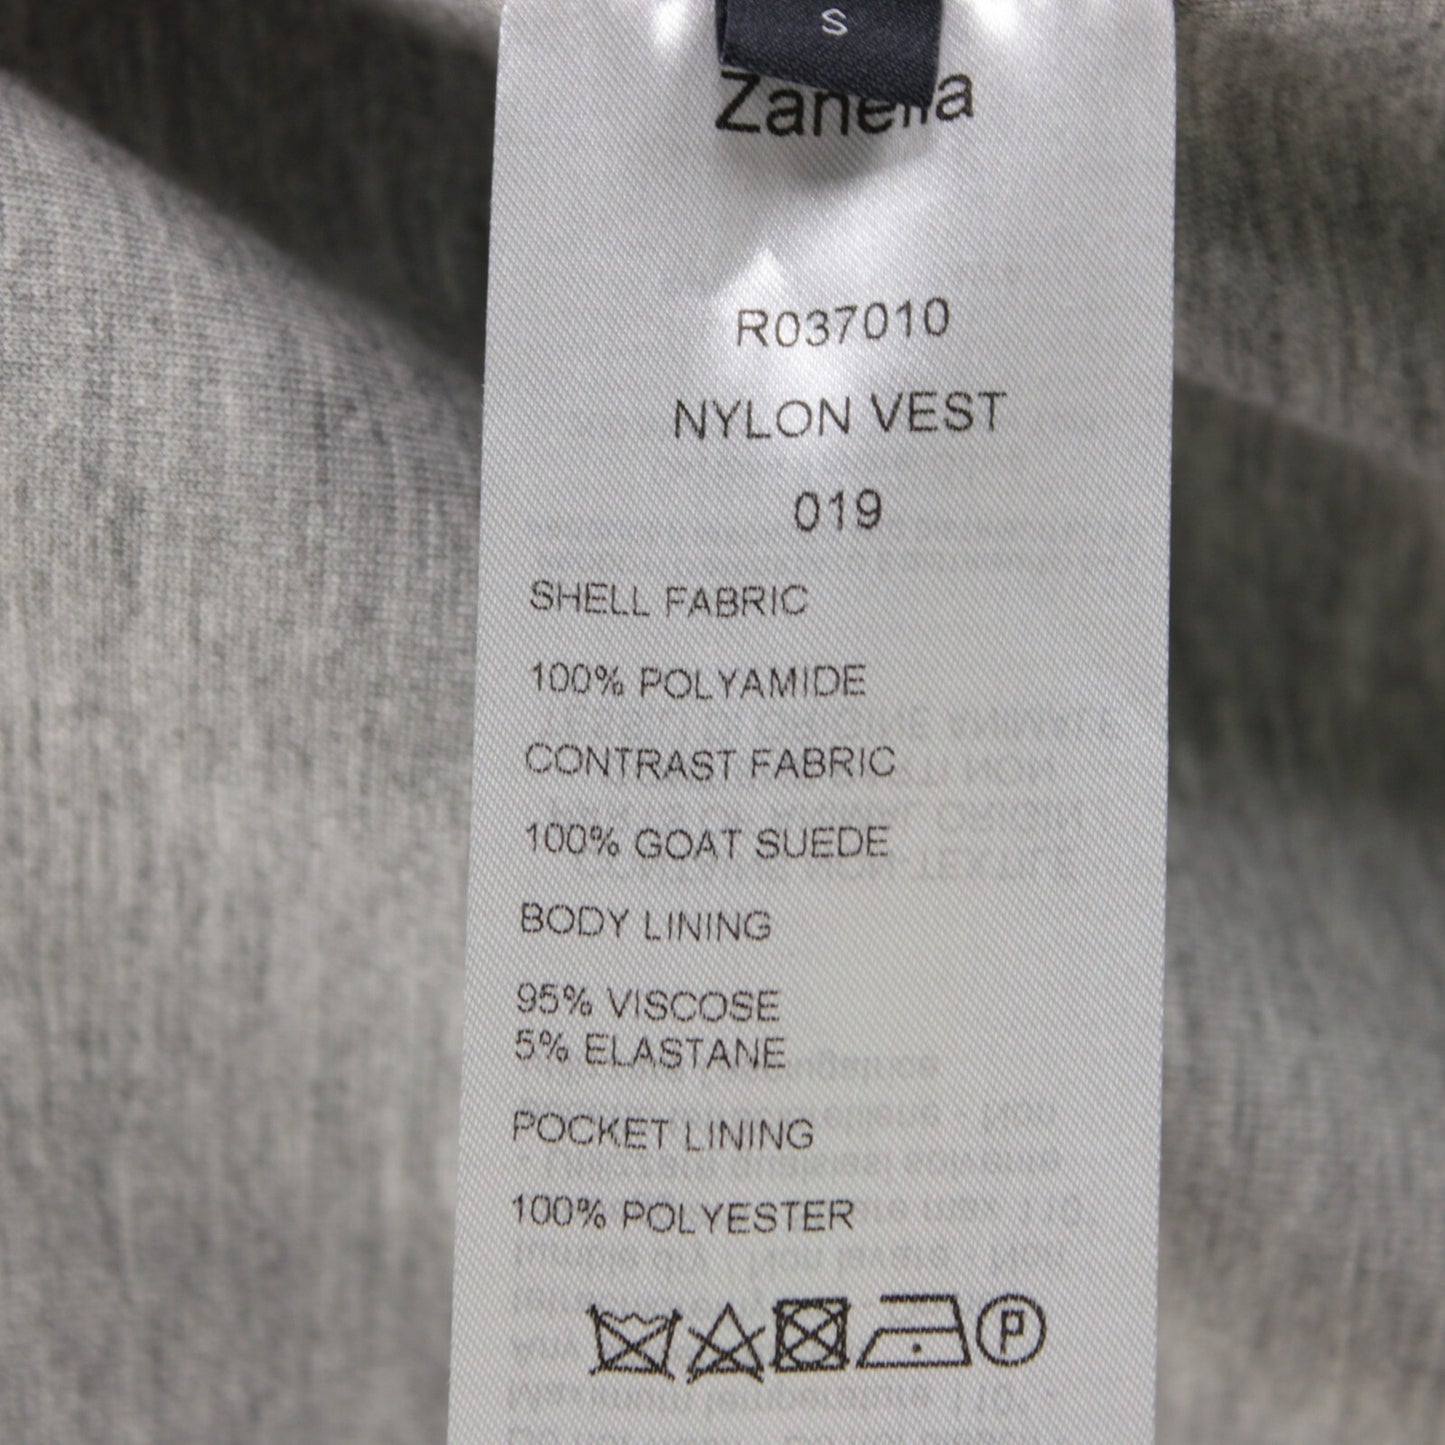 S
Zanella
R037010
NYLON VEST
019
SHELL FABRIC
100% POLYAMIDE
CONTRAST FABRIC
100% GOAT SUEDE
BODY LINING
95% VISCOSE
5% ELASTANE
POCKET LINING
100% POLYESTER
P